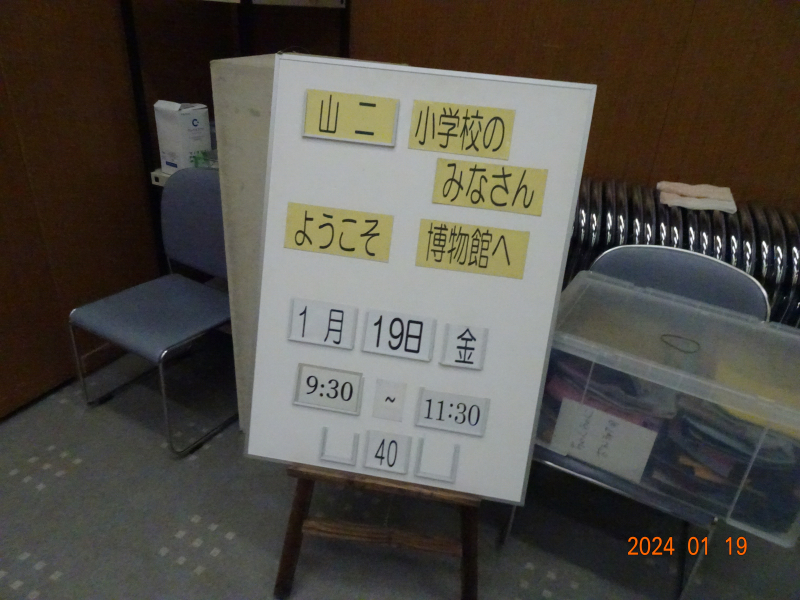 山 二 小学校の
みなさん
ようこそ 博物館へ
1月 19日 金
9:30 ~ 11:30
40
2024 01 19